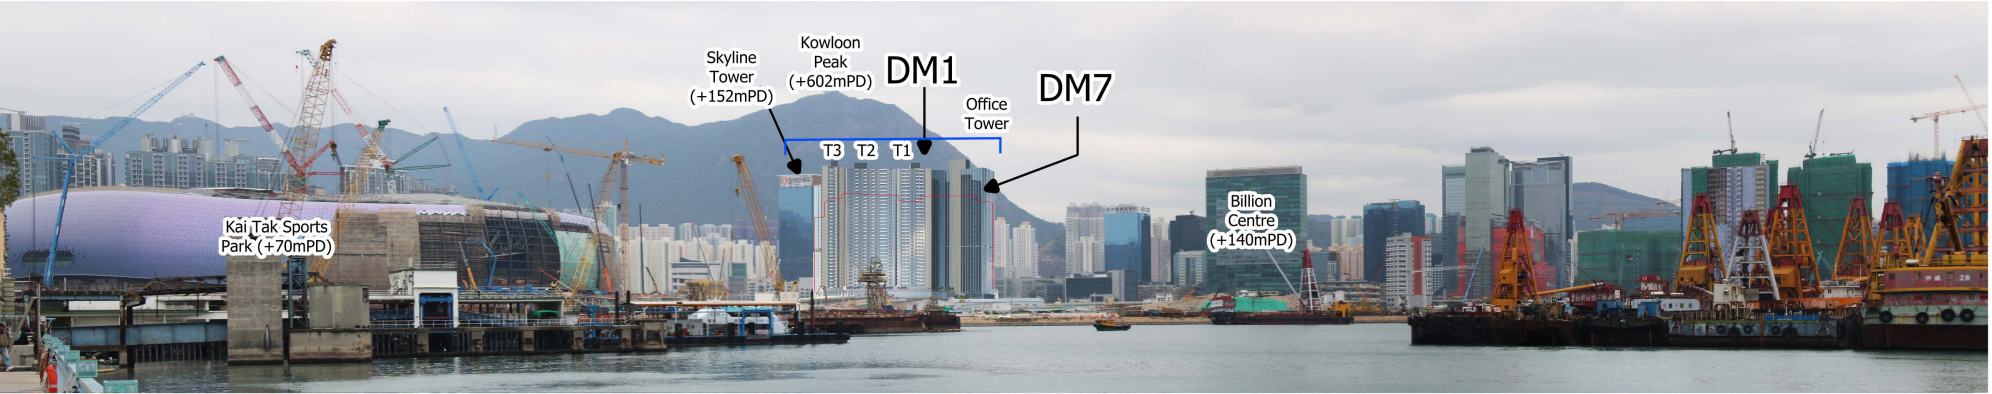 Skyline
Tower
(+152mPD)
Kowloon
Peak
(+602mPD)
DM1
DM7
Office
Tower
T3
T2
T1
Kai Tak Sports
Park (+70mPD)
Billion
Centre
(+140mPD)